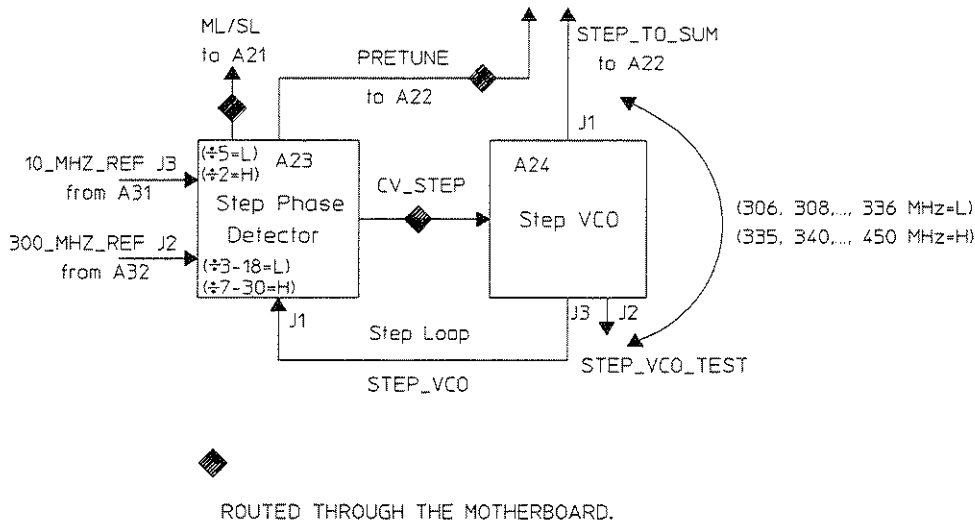 ML/SL
to A21
PRETUNE
to A22
STEP_TO_SUM
to A22
J1
10_MHZ_REF J3
from A31
300_MHZ_REF J2
from A32
(÷5=L) A23
(÷2=H)
Step Phase
Detector
(÷3-18=L)
(÷7-30=H)
CV_STEP
A24
Step VCO
(306, 308,..., 336 MHz=L)
(335, 340,..., 450 MHz=H)
J1
Step Loop
STEP_VCO
J3
J2
STEP_VCO_TEST
ROUTED THROUGH THE MOTHERBOARD.